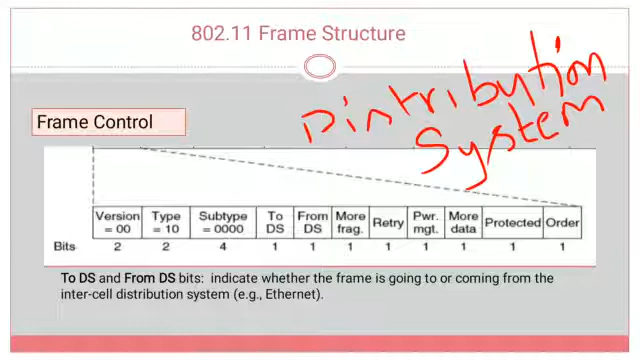 802.11 Frame Structure
Distribution
System
Frame Control
Version = 00 Type = 10 Subtype = 0000 To DS From DS More frag. Retry Pwr. mgt. More data Protected Order
Bits 2 2 4 1 1 1 1 1 1 1 1
To DS and From DS bits: indicate whether the frame is going to or coming from the
inter-cell distribution system (e.g., Ethernet).